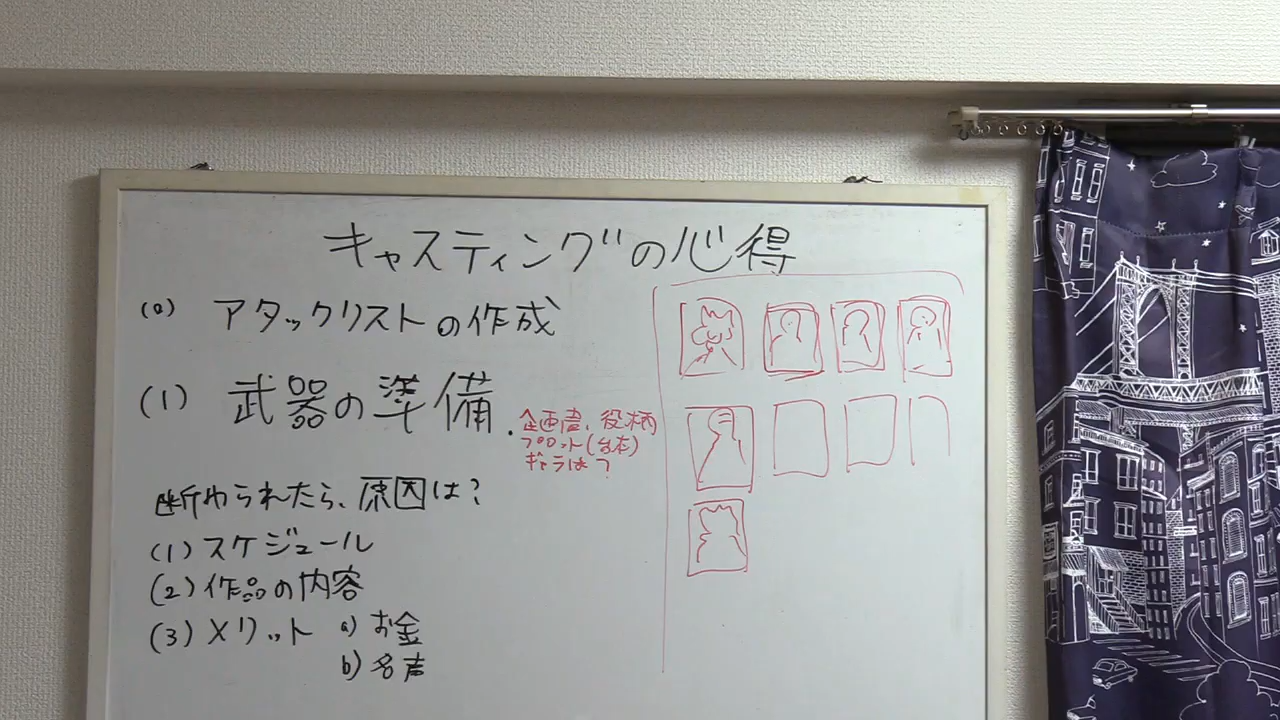 キャスティングの心得
(0) アタックリストの作成
(1) 武器の準備
・企画書、役柄
プロット(台本)
ギャラは?
断わられたら、原因は?
(1) スケジュール
(2) 作品の内容
(3) メリット a) お金
b)名声